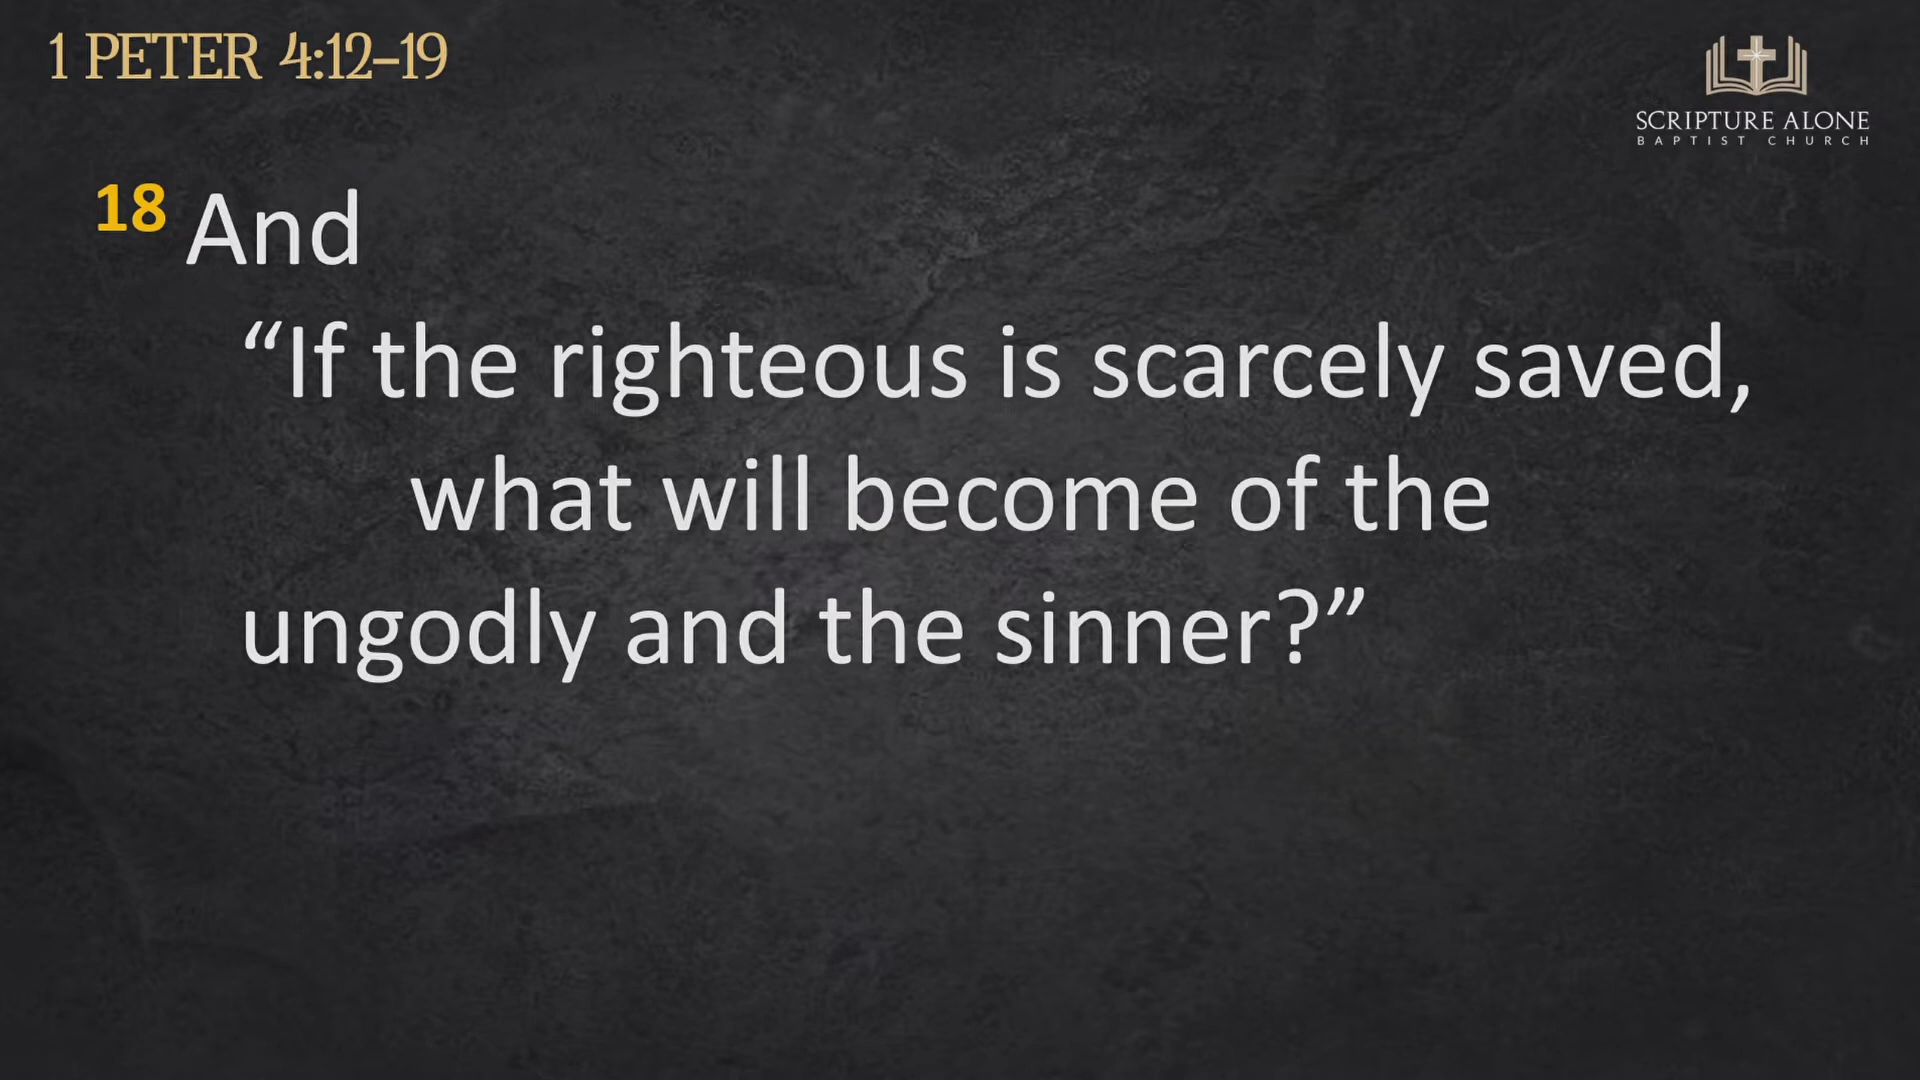 1 PETER 4:12–19
SCRIPTURE ALONE
BAPTIST CHURCH
18 And
“If the righteous is scarcely saved,
what will become of the
ungodly and the sinner?”